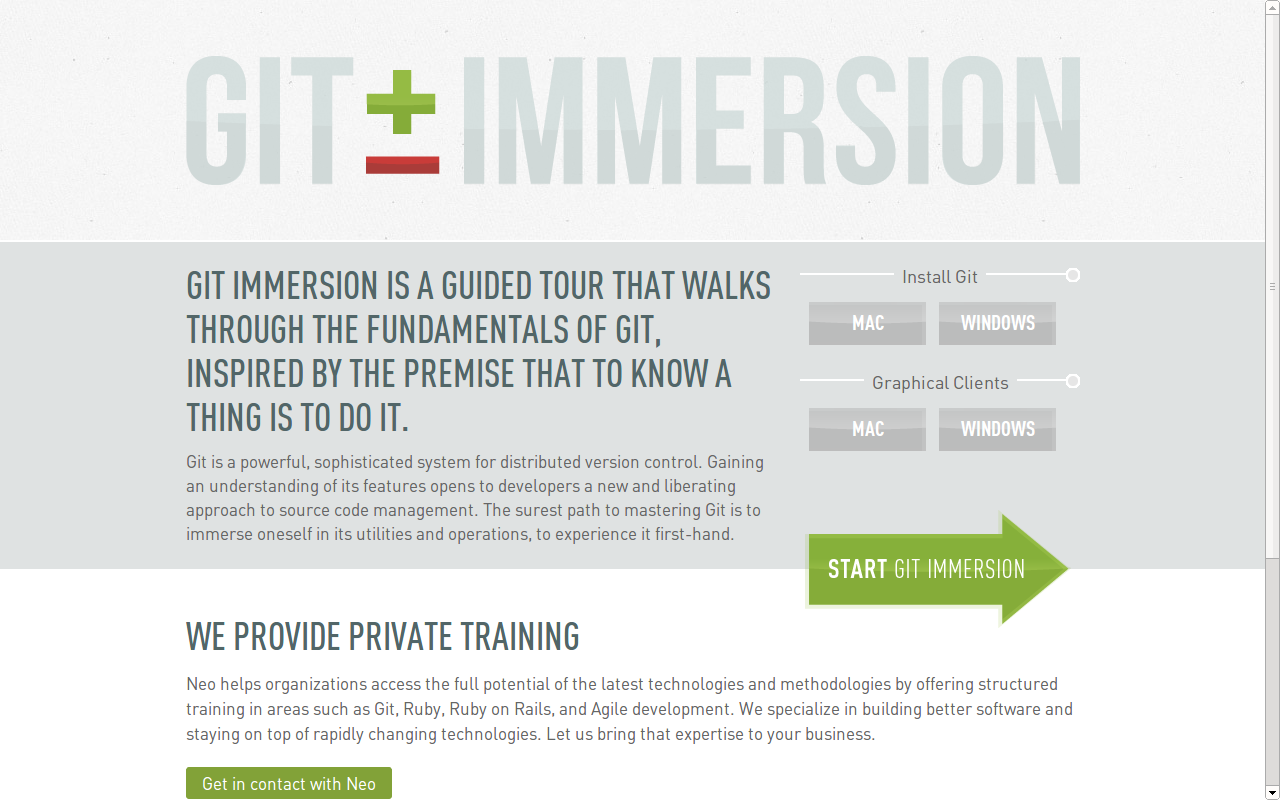 GIT ± IMMERSION
GIT IMMERSION IS A GUIDED TOUR THAT WALKS
THROUGH THE FUNDAMENTALS OF GIT,
INSPIRED BY THE PREMISE THAT TO KNOW A
THING IS TO DO IT.
Git is a powerful, sophisticated system for distributed version control. Gaining
an understanding of its features opens to developers a new and liberating
approach to source code management. The surest path to mastering Git is to
immerse oneself in its utilities and operations, to experience it first-hand.
Install Git
MAC WINDOWS
Graphical Clients
MAC WINDOWS
START GIT IMMERSION
WE PROVIDE PRIVATE TRAINING
Neo helps organizations access the full potential of the latest technologies and methodologies by offering structured
training in areas such as Git, Ruby, Ruby on Rails, and Agile development. We specialize in building better software and
staying on top of rapidly changing technologies. Let us bring that expertise to your business.
Get in contact with Neo